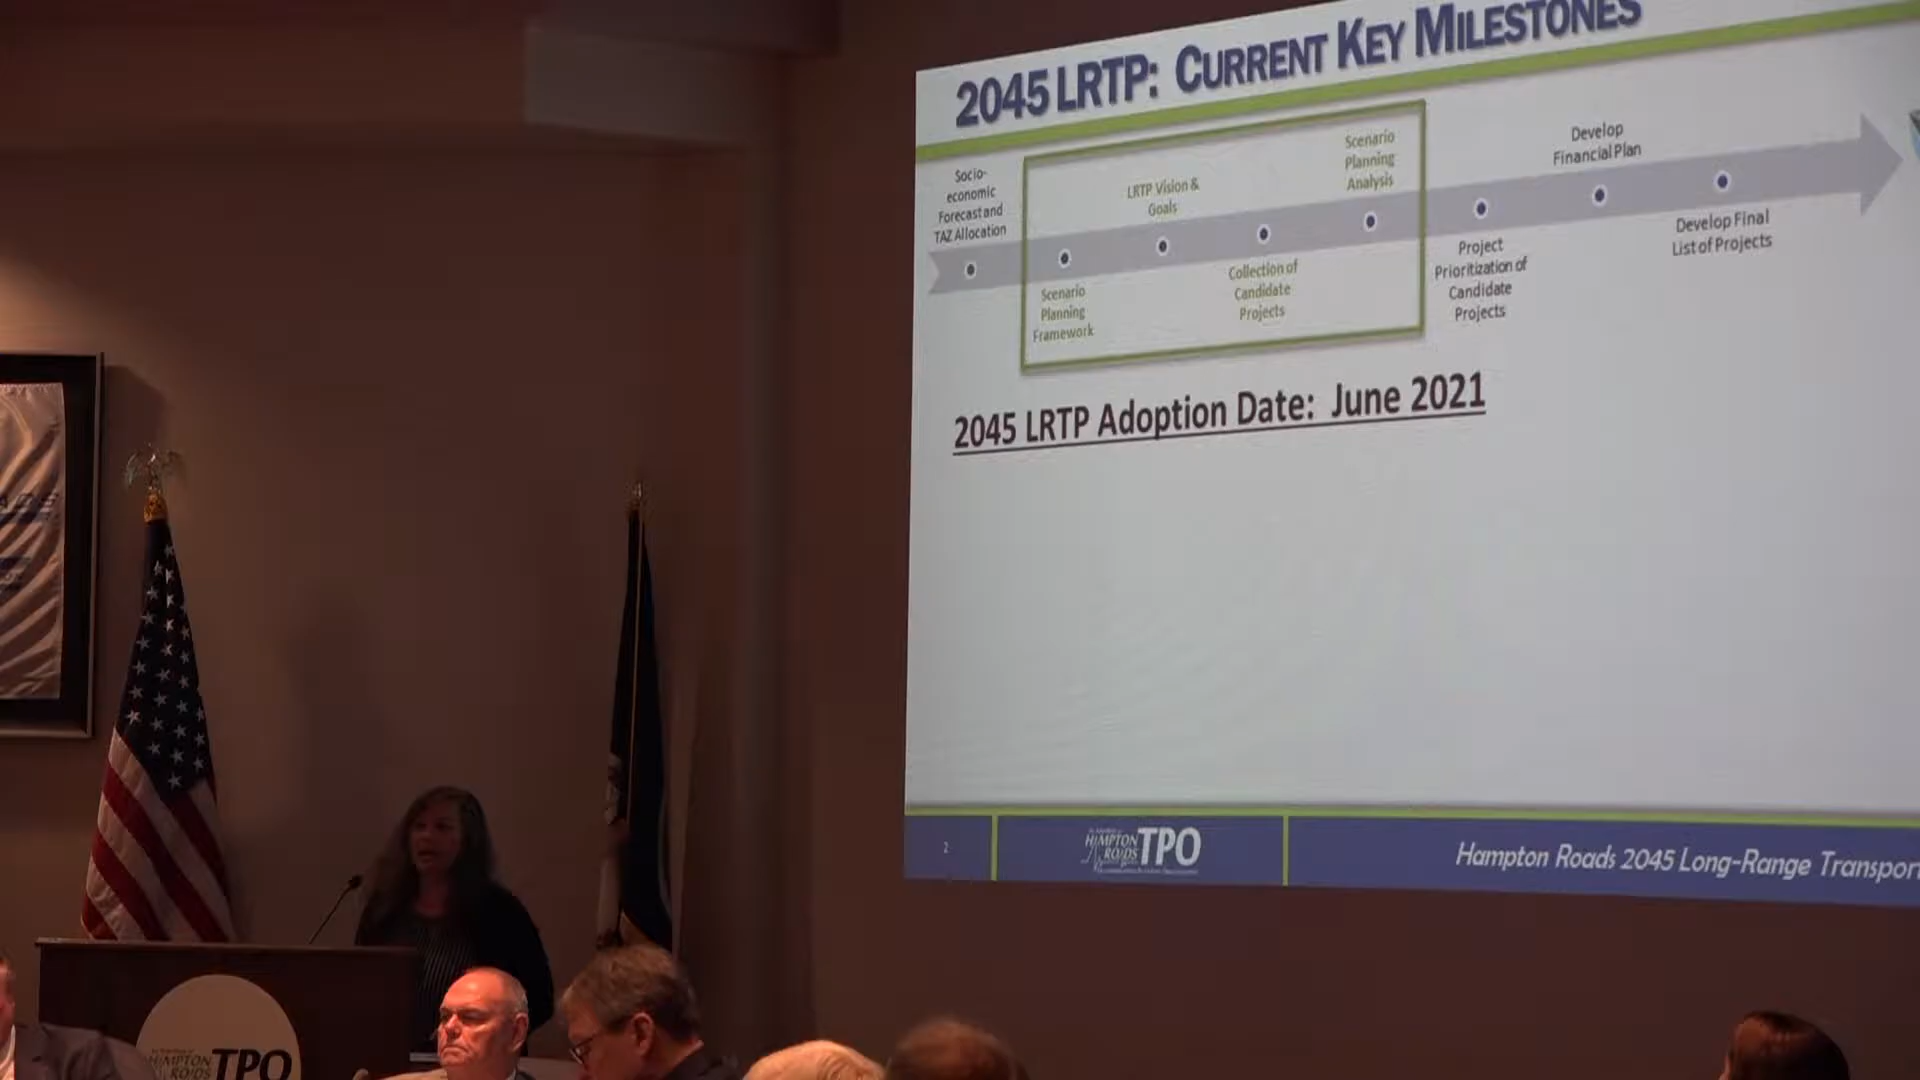 2045 LRTP: CURRENT KEY MILESTONES
Socio-
economic
Forecast and
TAZ Allocation
Scenario
Planning
Framework
LRTP Vision &
Goals
Collection of
Candidate
Projects
Scenario
Planning
Analysis
Project
Prioritization of
Candidate
Projects
Develop
Financial Plan
Develop Final
List of Projects
2045 LRTP Adoption Date: June 2021
2
HAMPTON
ROADS TPO
Hampton Roads 2045 Long-Range Transport
HAMPTON
ROADS TPO